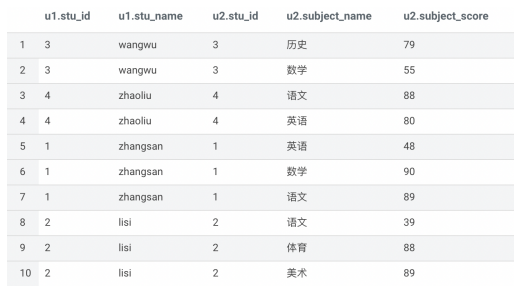 u1.stu_id u1.stu_name u2.stu_id u2.subject_name u2.subject_score
1 3 wangwu 3 历史 79
2 3 wangwu 3 数学 55
3 4 zhaoliu 4 语文 88
4 4 zhaoliu 4 英语 80
5 1 zhangsan 1 英语 48
6 1 zhangsan 1 数学 90
7 1 zhangsan 1 语文 89
8 2 lisi 2 语文 39
9 2 lisi 2 体育 88
10 2 lisi 2 美术 89